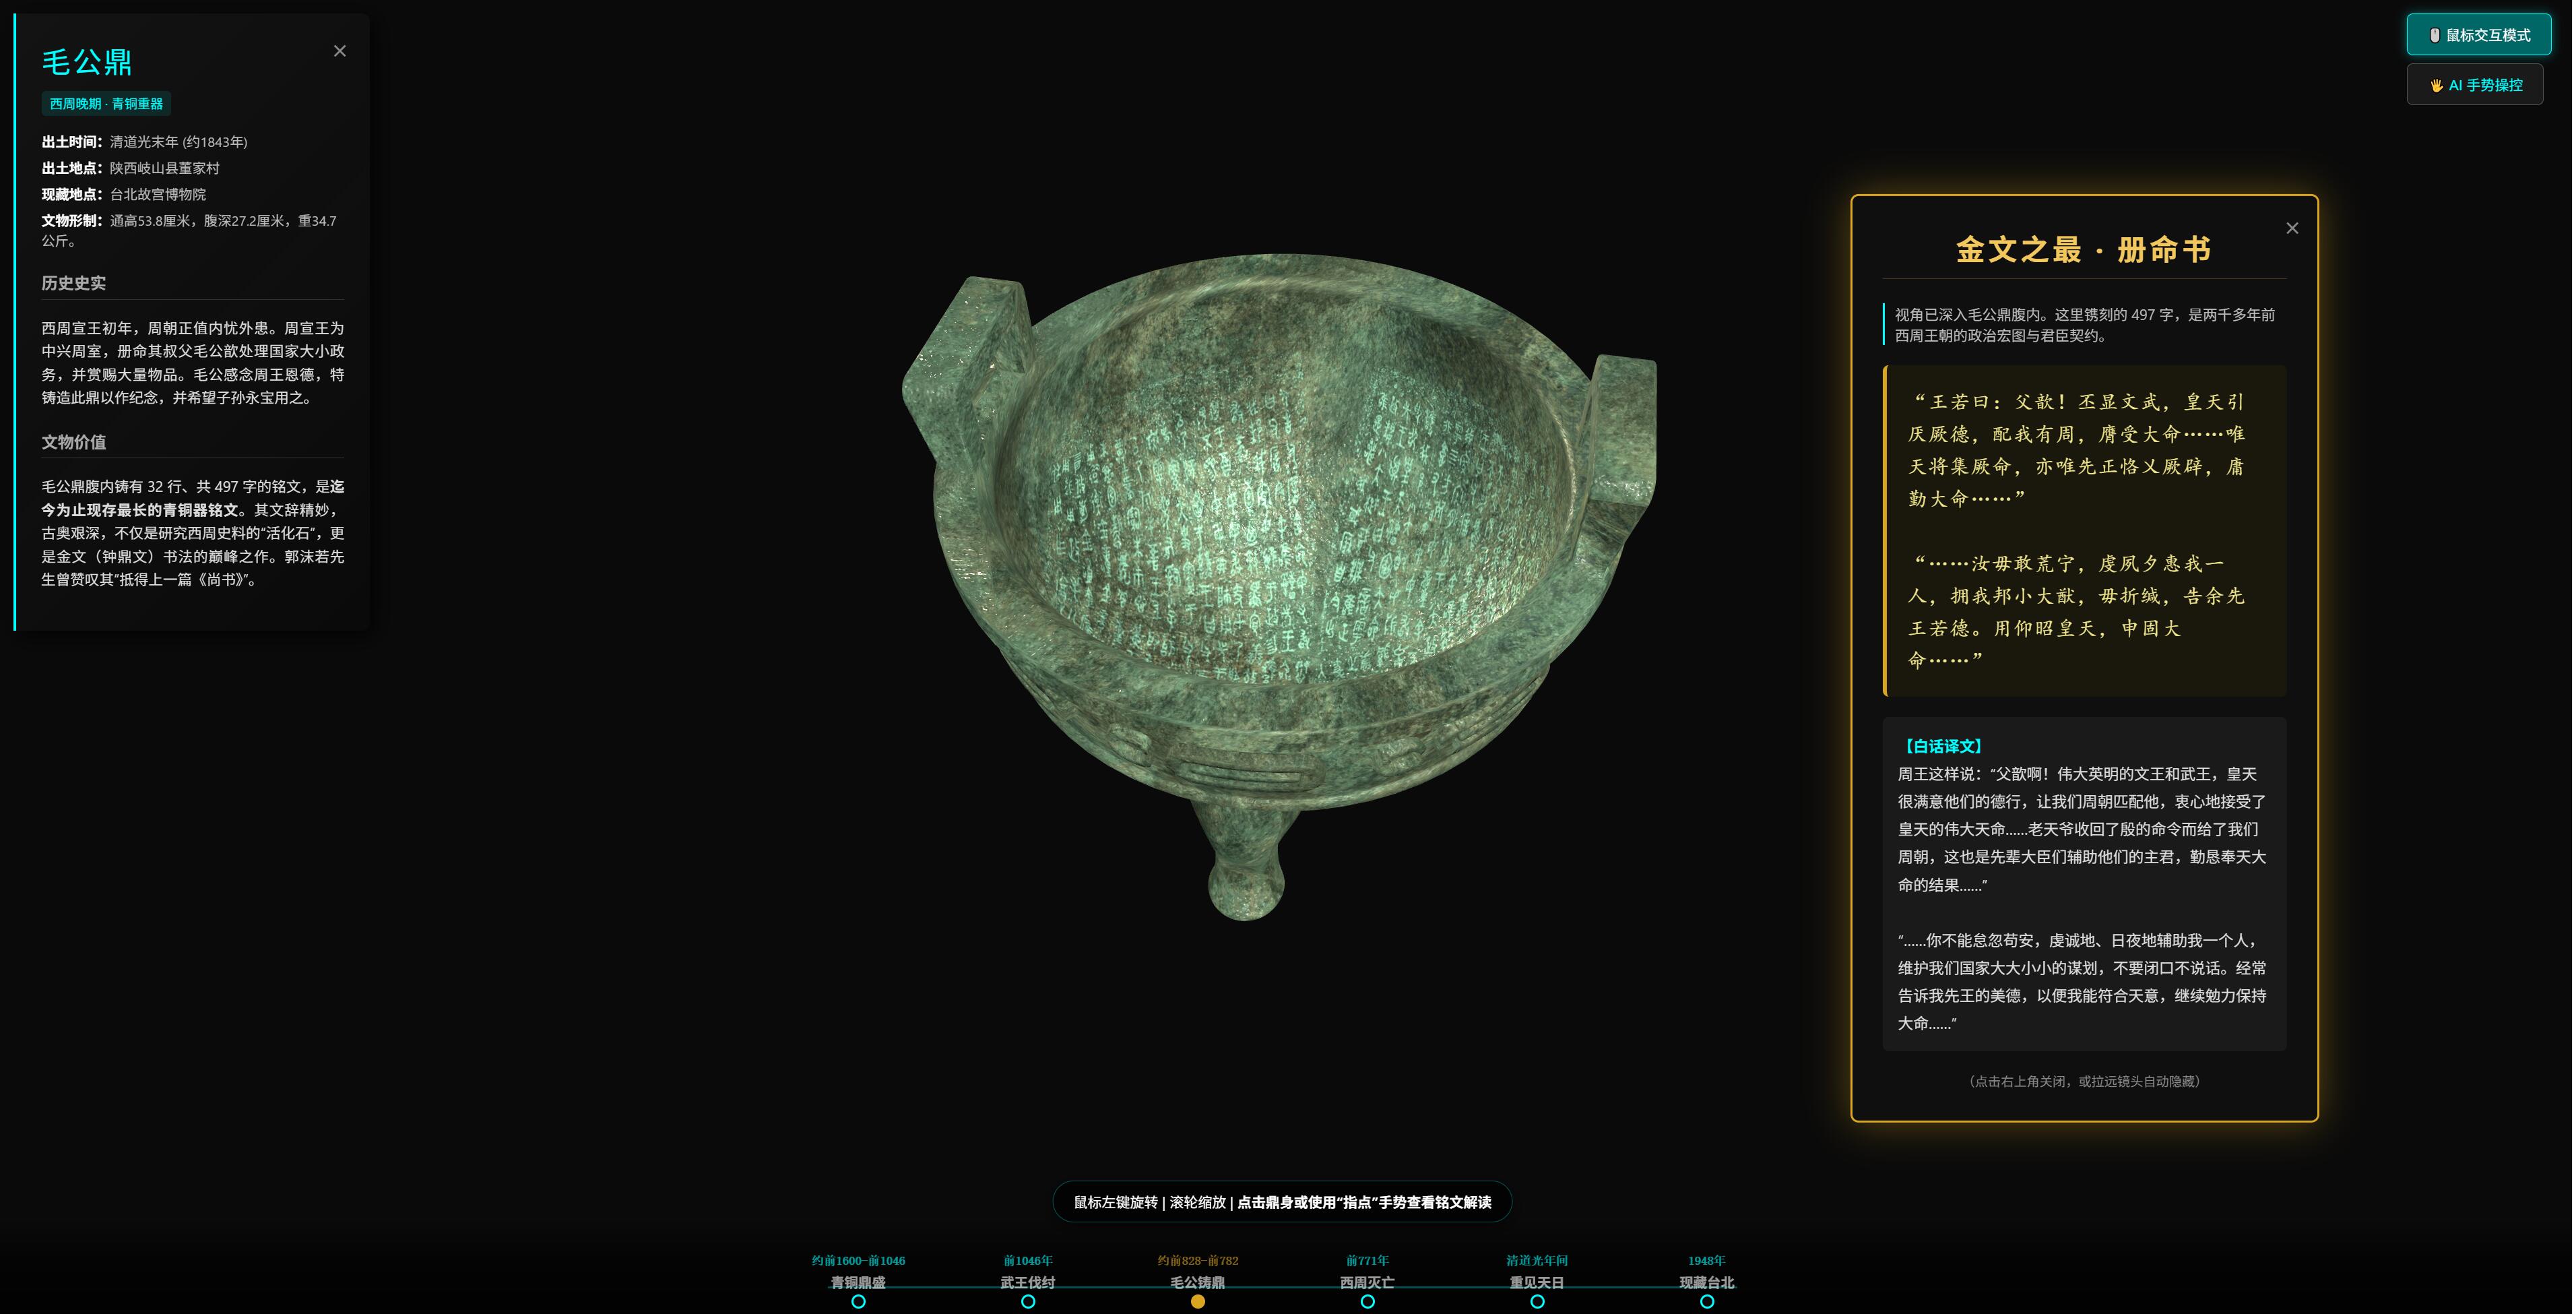 毛公鼎
×
西周晚期 · 青铜重器
出土时间：清道光末年 (约1843年)
出土地点：陕西岐山县董家村
现藏地点：台北故宫博物院
文物形制：通高53.8厘米，腹深27.2厘米，重34.7
公斤。
历史史实
西周宣王初年，周朝正值内忧外患。周宣王为
中兴周室，册命其叔父毛公歆处理国家大小政
务，并赏赐大量物品。毛公感念周王恩德，特
铸造此鼎以作纪念，并希望子孙永宝用之。
文物价值
毛公鼎腹内铸有 32 行、共 497 字的铭文，是迄
今为止现存最长的青铜器铭文。其文辞精妙，
古奥艰深，不仅是研究西周史料的“活化石”，更
是金文（钟鼎文）书法的巅峰之作。郭沫若先
生曾赞叹其“抵得上一篇《尚书》”。
鼠标交互模式
AI 手势操控
×
金文之最 · 册命书
视角已深入毛公鼎腹内。这里镌刻的 497 字，是两千多年前
西周王朝的政治宏图与君臣契约。
“王若曰：父歆！丕显文武，皇天引
厌厥德，配我有周，膺受大命……唯
天将集厥命，亦唯先正恪乂厥辟，庸
勤大命……”
“……汝毋敢荒宁，虔夙夕惠我一
人，拥我邦小大猷，毋折缄，告余先
王若德。用仰昭皇天，申固大
命……”
【白话译文】
周王这样说：“父歆啊！伟大英明的文王和武王，皇天
很满意他们的德行，让我们周朝匹配他，衷心地接受了
皇天的伟大天命……老天爷收回了殷的命令而给了我们
周朝，这也是先辈大臣们辅助他们的主君，勤恳奉天大
命的结果……”
“……你不能怠忽苟安，虔诚地、日夜地辅助我一个人，
维护我们国家大大小小的谋划，不要闭口不说话。经常
告诉我先王的美德，以便我能符合天意，继续勉力保持
大命……”
（点击右上角关闭，或拉远镜头自动隐藏）
鼠标左键旋转 | 滚轮缩放 | 点击鼎身或使用“指点”手势查看铭文解读
约前1600-前1046
青铜鼎盛
前1046年
武王伐纣
约前828-前782
毛公铸鼎
前771年
西周灭亡
清道光年间
重见天日
1948年
现藏台北